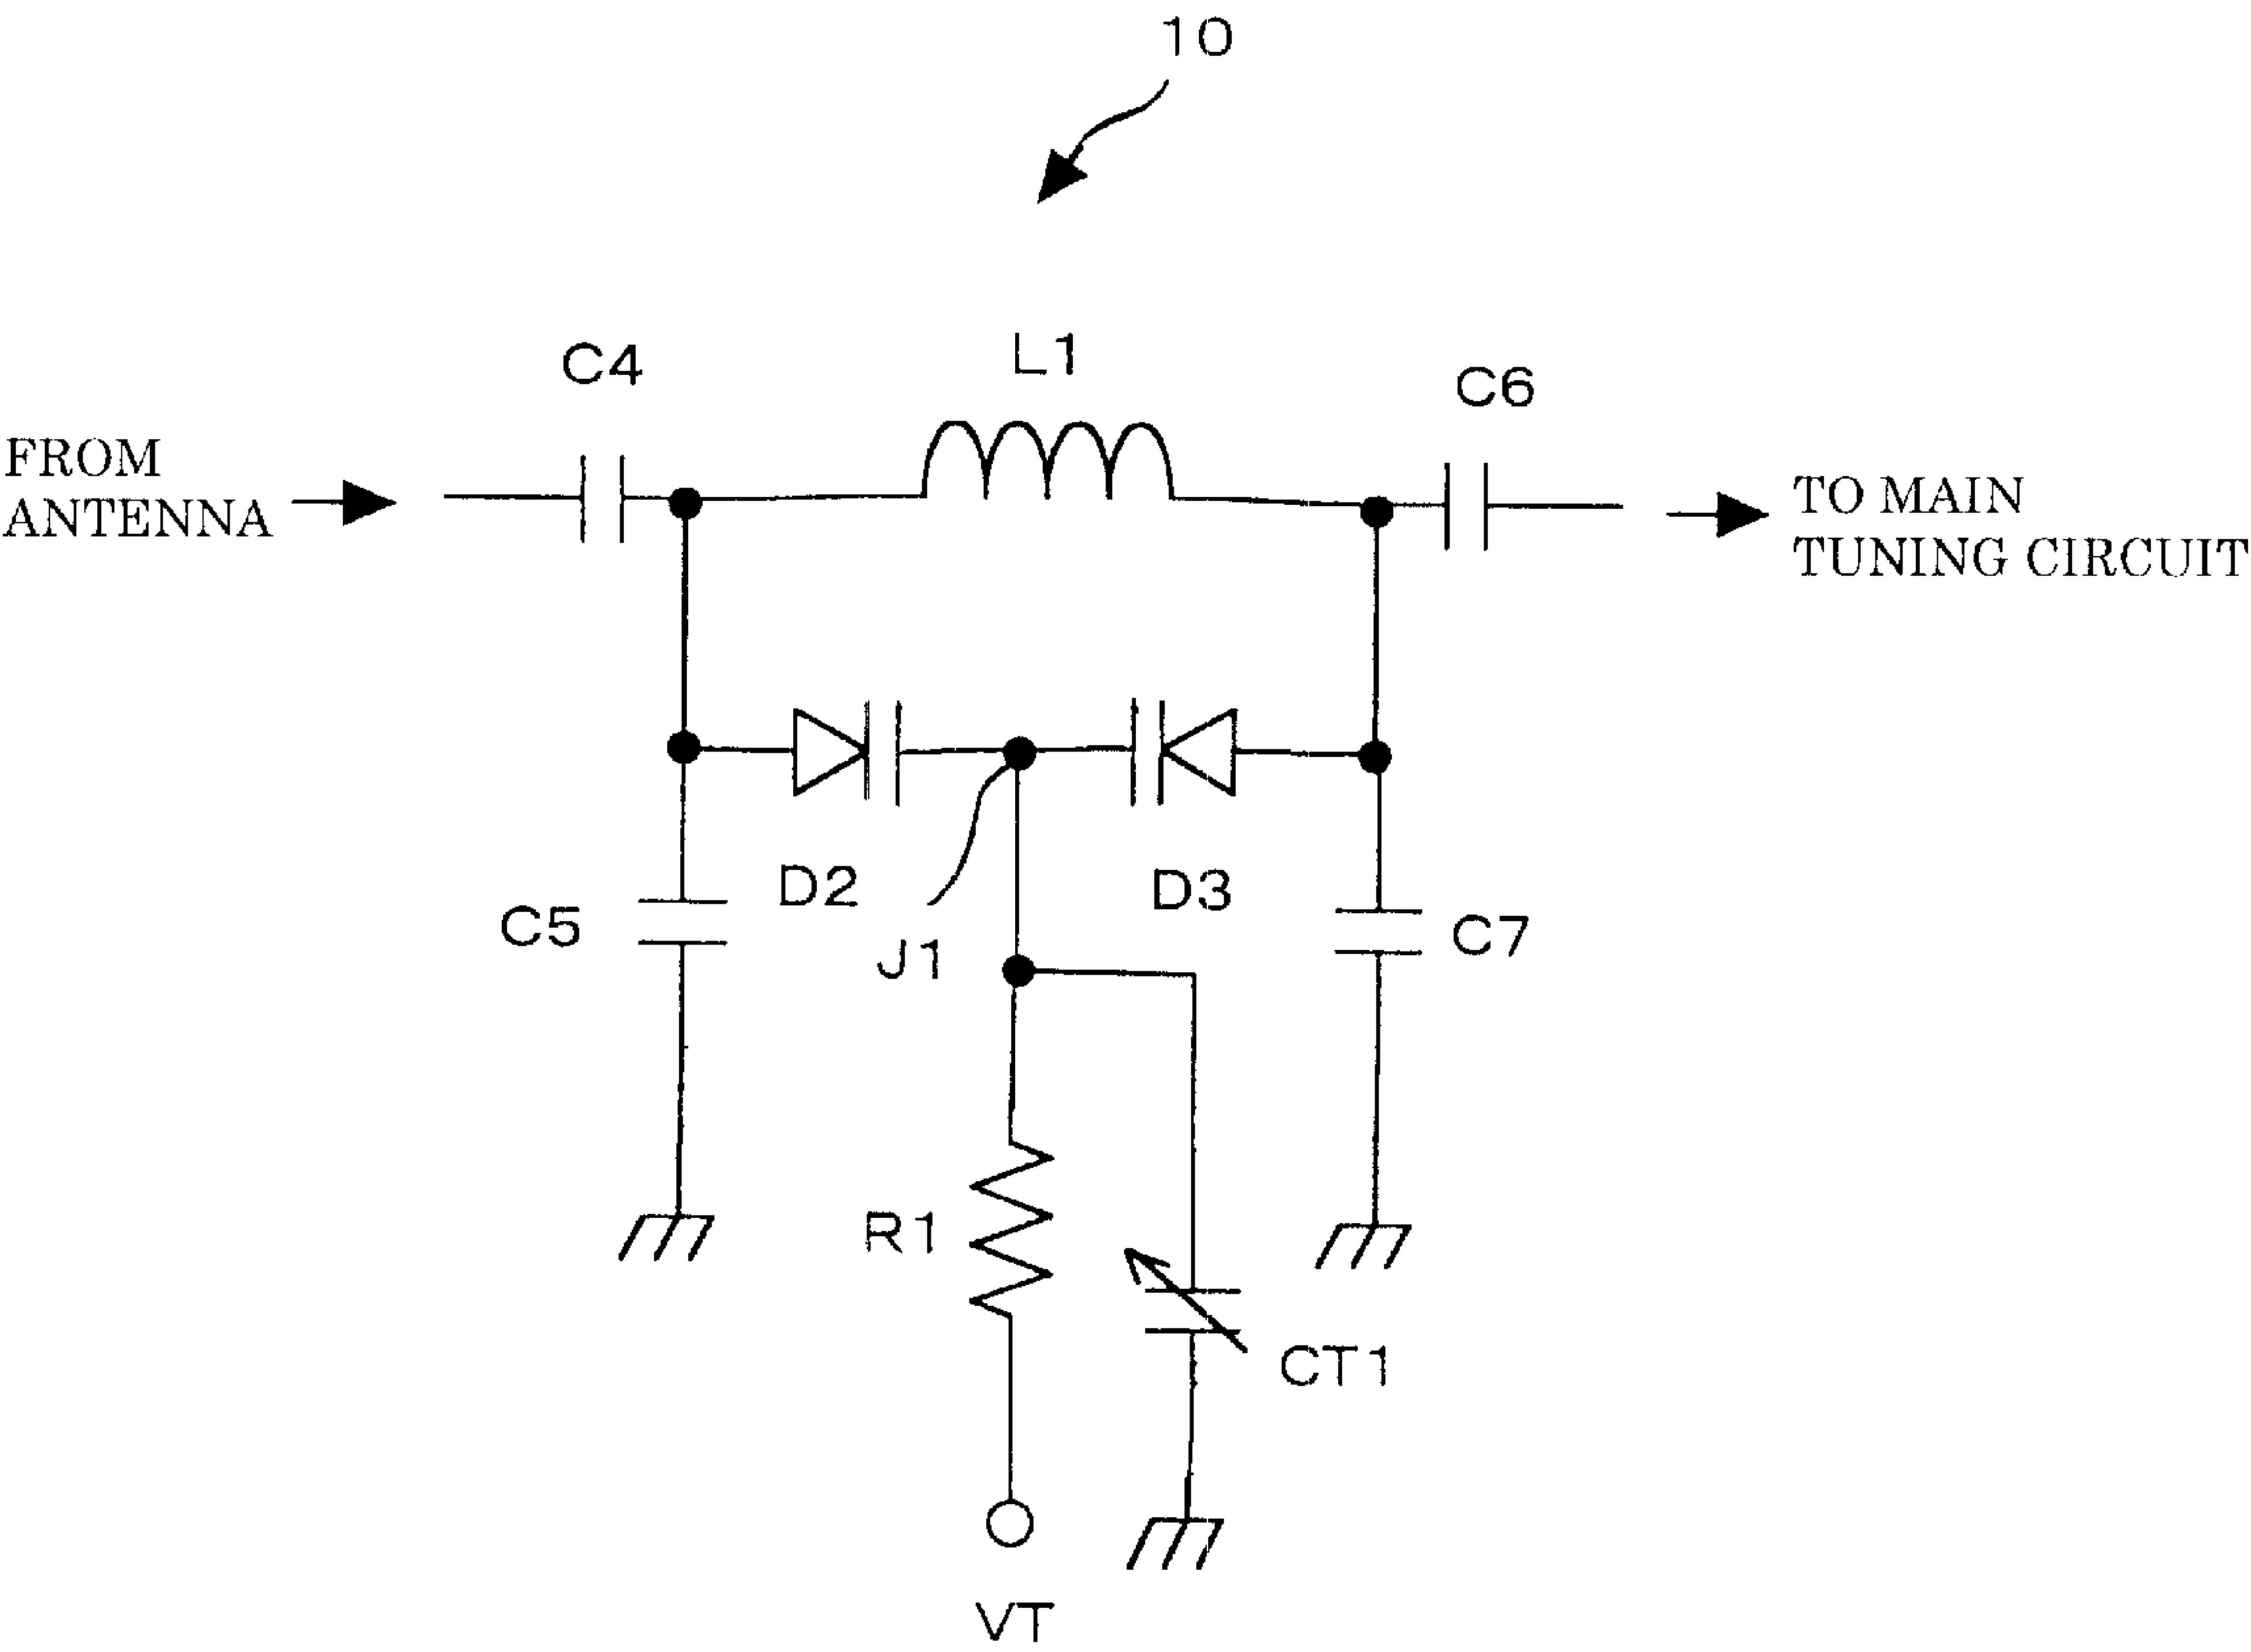 10
L1
C4
C6
FROM
ANTENNA
TO MAIN
TUNING CIRCUIT
D2
D3
C5
C7
J1
R1
CT1
VT